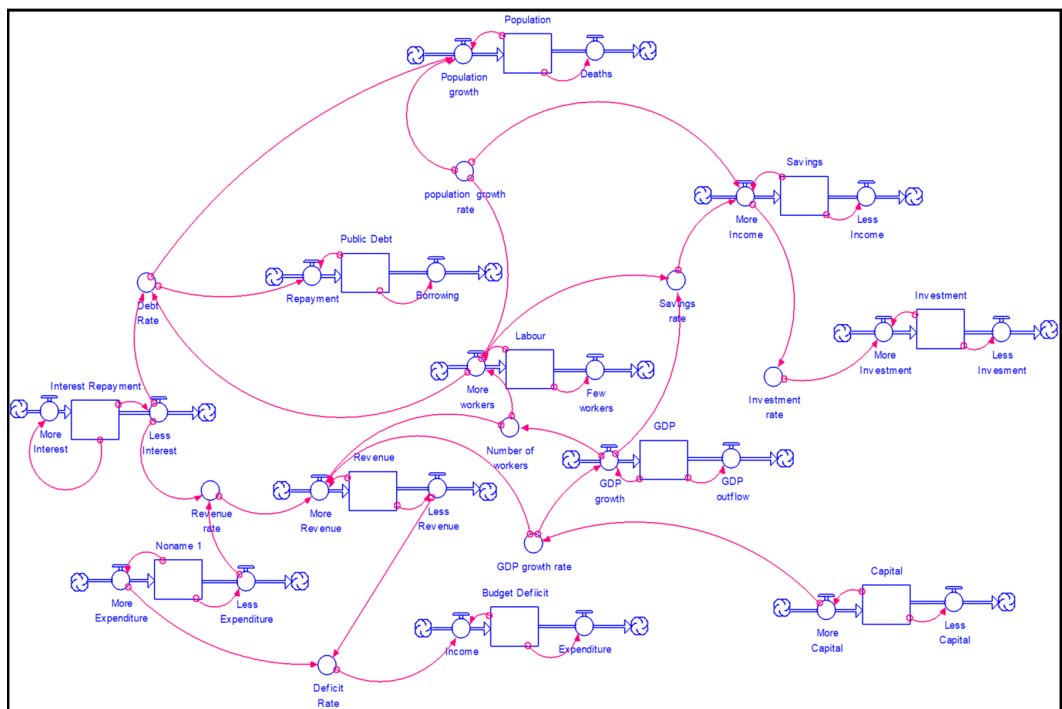 Population
Population
growth
Deaths
population growth
rate
Savings
More
Income
Less
Income
Public Debt
Repayment
Borrowing
Debt
Rate
Savings
rate
Investment
More
Investment
Less
Invesment
Labour
More
workers
Few
workers
Investment
rate
Interest Repayment
More
Interest
Less
Interest
Number of
workers
GDP
GDP
growth
GDP
outflow
Revenue
More
Revenue
Less
Revenue
Revenue
rate
GDP growth rate
Noname 1
More
Expenditure
Less
Expenditure
Budget Deficit
Income
Expenditure
Capital
More
Capital
Less
Capital
Deficit
Rate